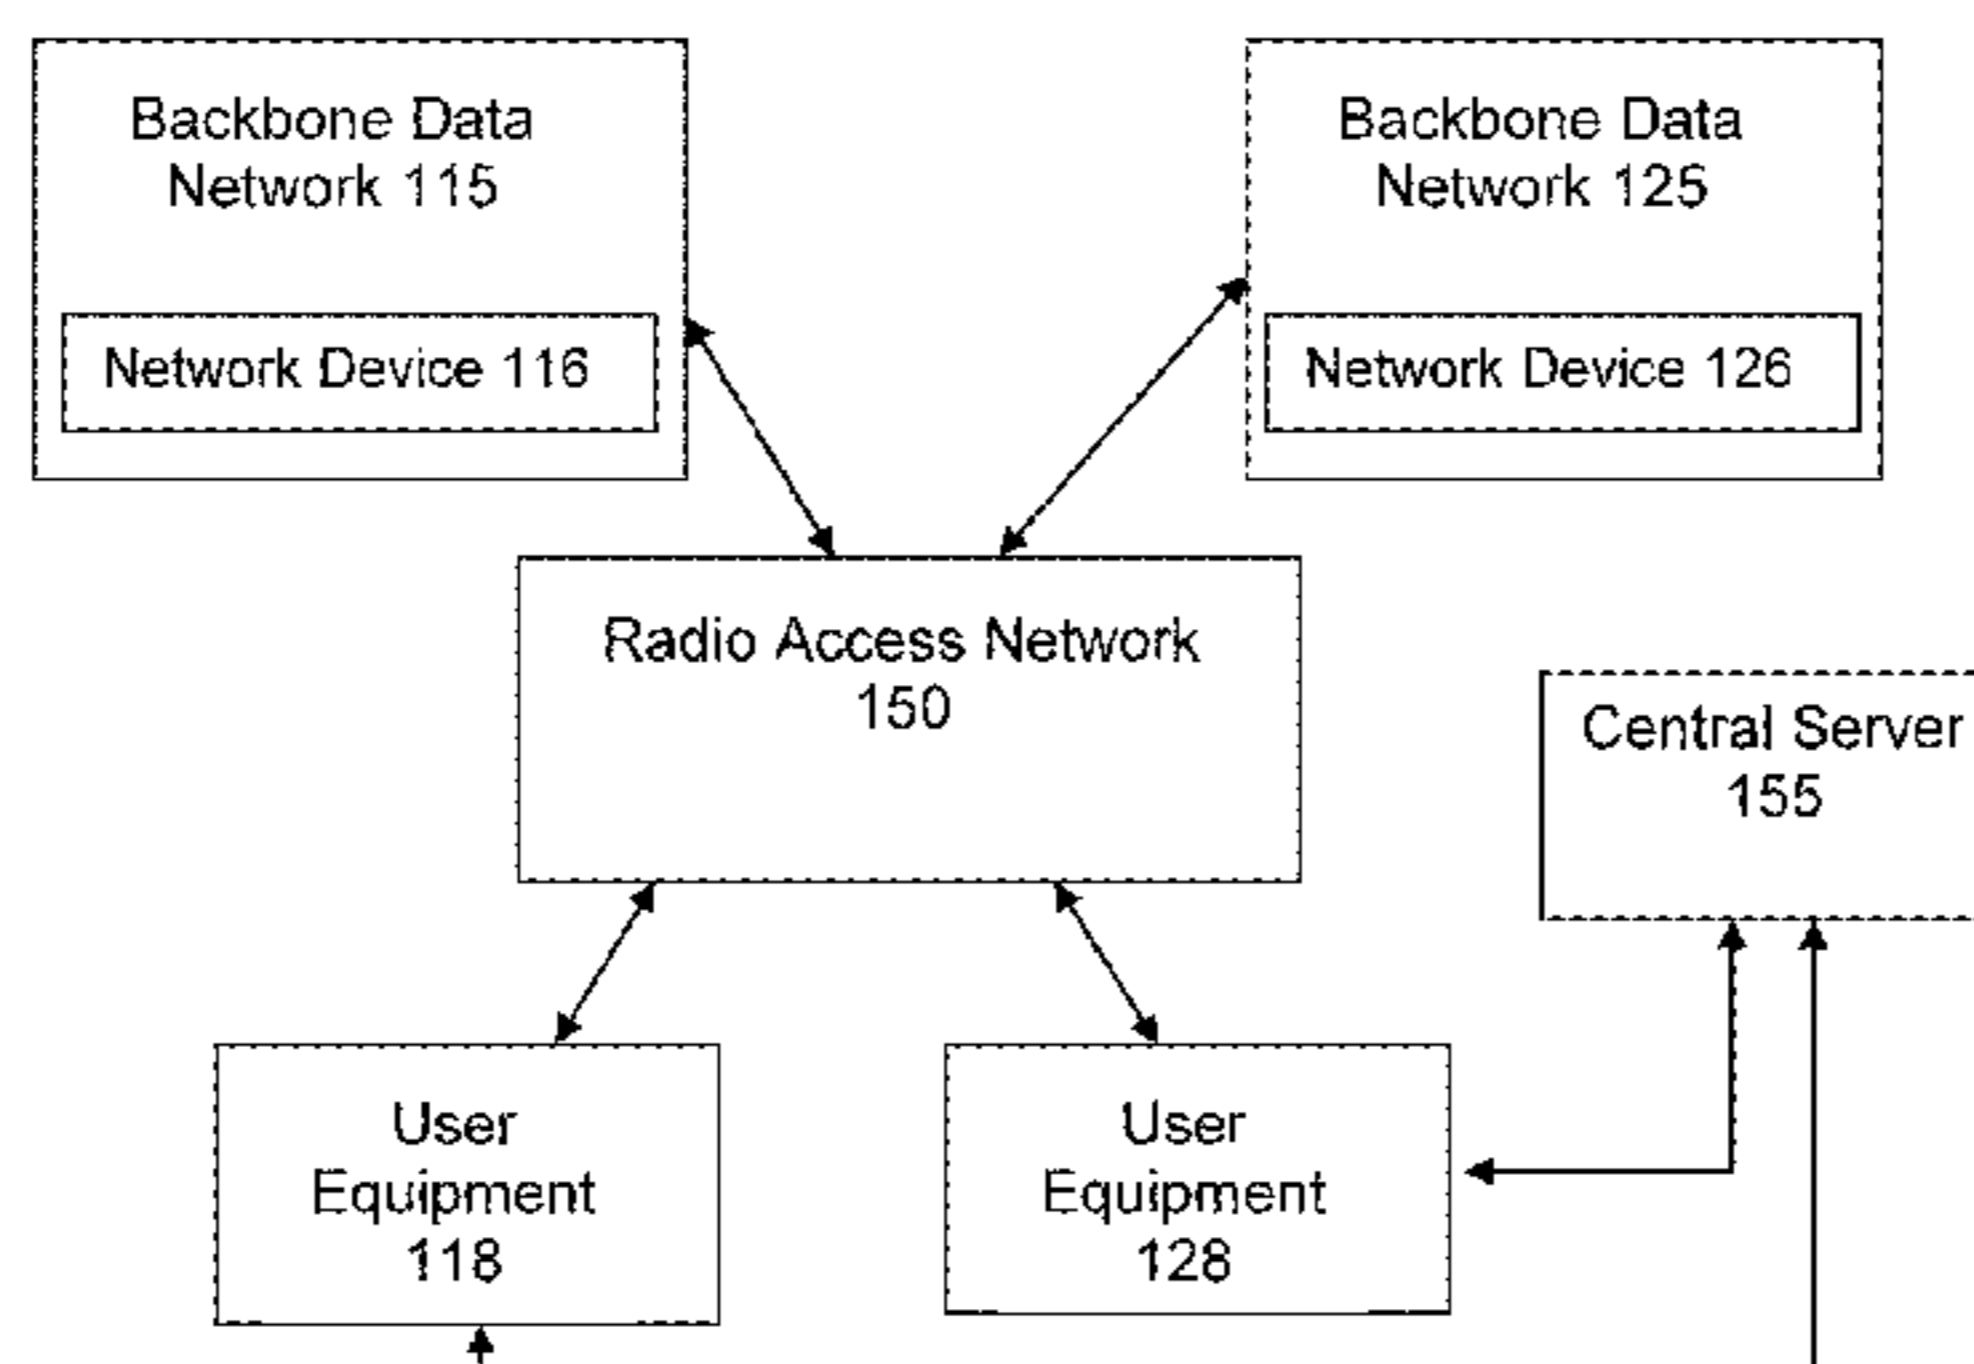 Backbone Data
Network 115
Network Device 116
Backbone Data
Network 125
Network Device 126
Radio Access Network
150
Central Server
155
User
Equipment
118
User
Equipment
128